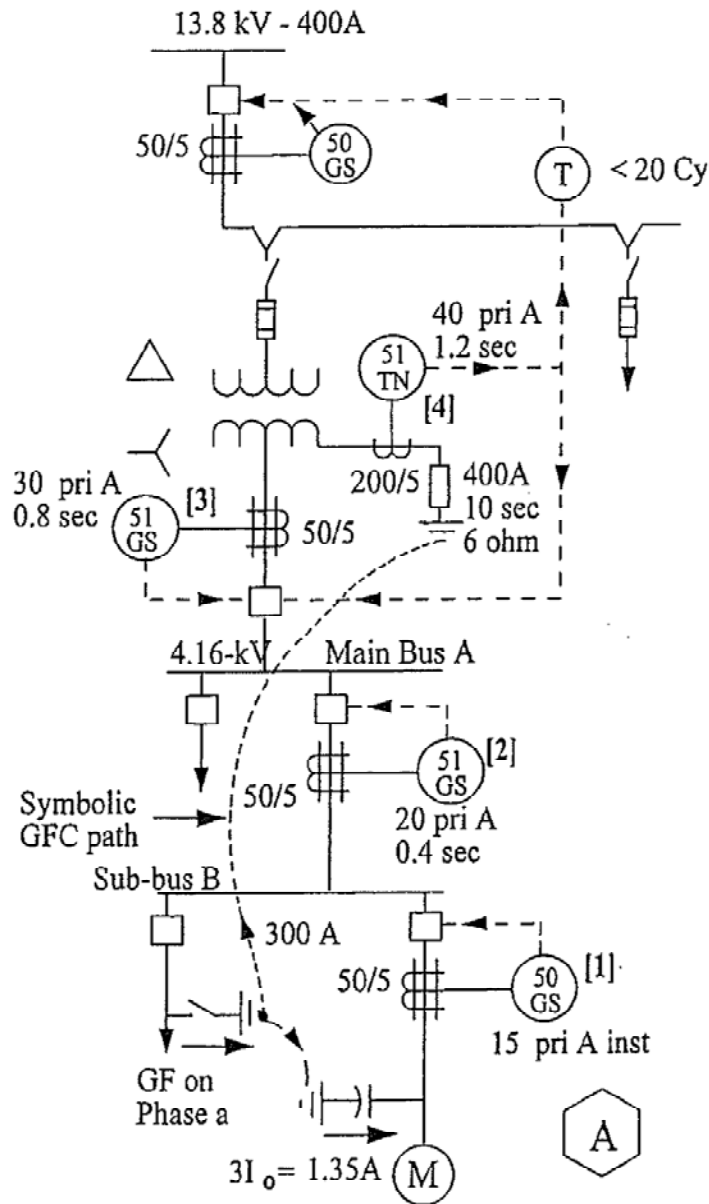 13.8 kV - 400A
50/5
50
GS
T
< 20 Cy
40 pri A
1.2 sec
51
TN
[4]
200/5
400A
10 sec
6 ohm
30 pri A
0.8 sec
51
GS
[3]
50/5
4.16-kV
Main Bus A
50/5
51
GS
[2]
20 pri A
0.4 sec
Symbolic
GFC path
Sub-bus B
300 A
50/5
50
GS
[1]
15 pri A inst
GF on
Phase a
3I o = 1.35A
M
A